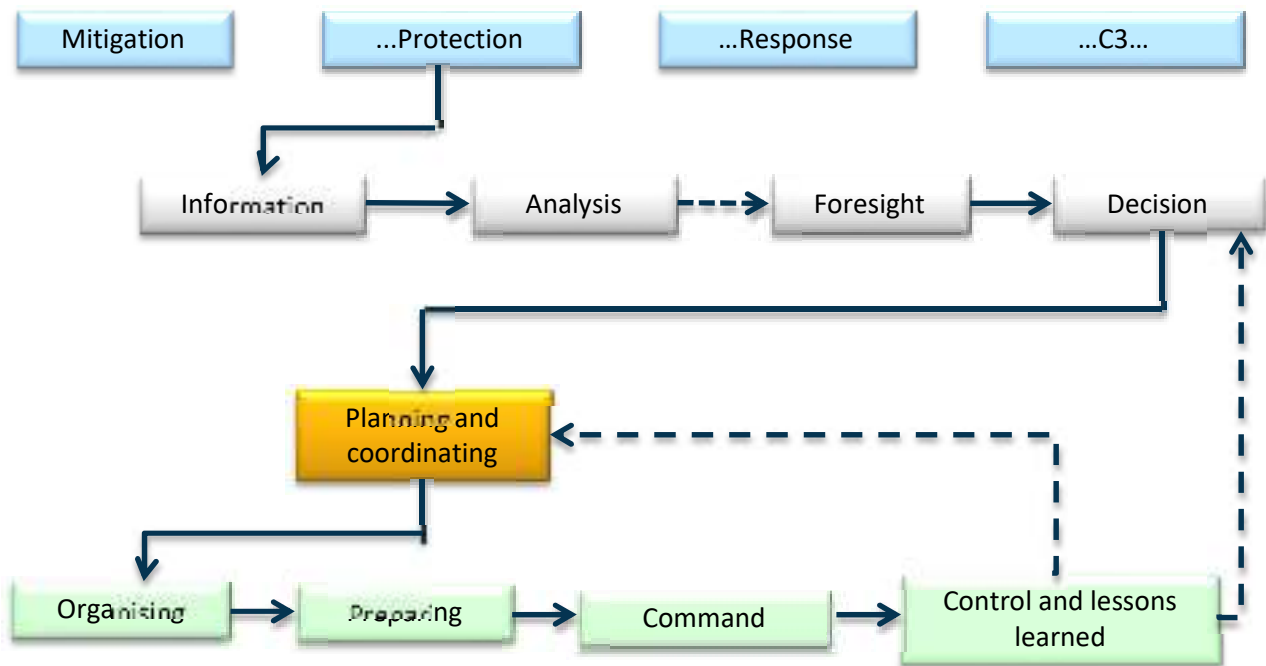 Mitigation
...Protection
...Response
...C3...
Information
Analysis
Foresight
Decision
Planning and
coordinating
Organising
Preparing
Command
Control and lessons
learned